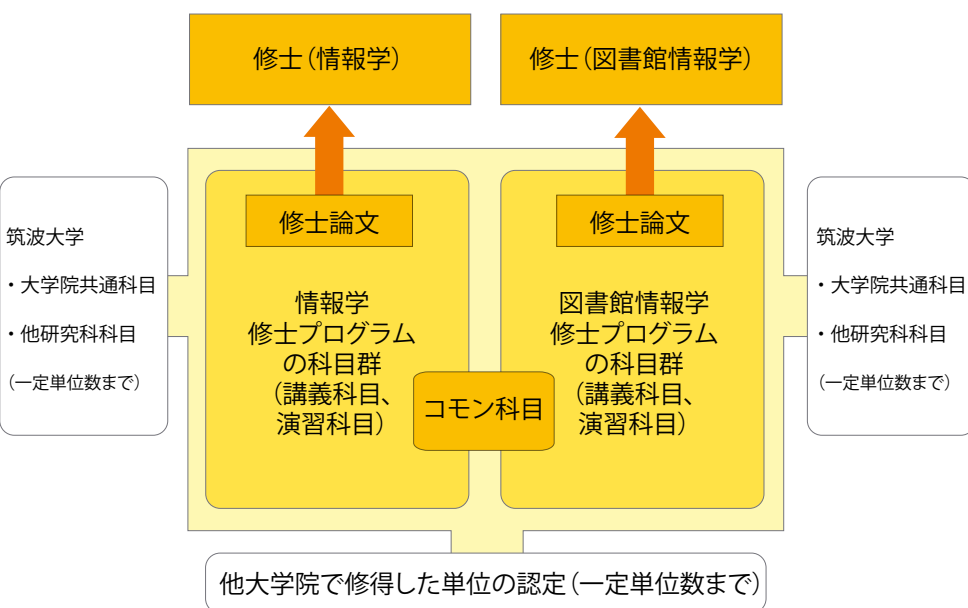 修士（情報学）
修士（図書館情報学）
筑波大学
・大学院共通科目
・他研究科科目
（一定単位数まで）
修士論文
情報学
修士プログラム
の科目群
（講義科目、
演習科目）
コモン科目
修士論文
図書館情報学
修士プログラム
の科目群
（講義科目、
演習科目）
筑波大学
・大学院共通科目
・他研究科科目
（一定単位数まで）
他大学院で修得した単位の認定（一定単位数まで）